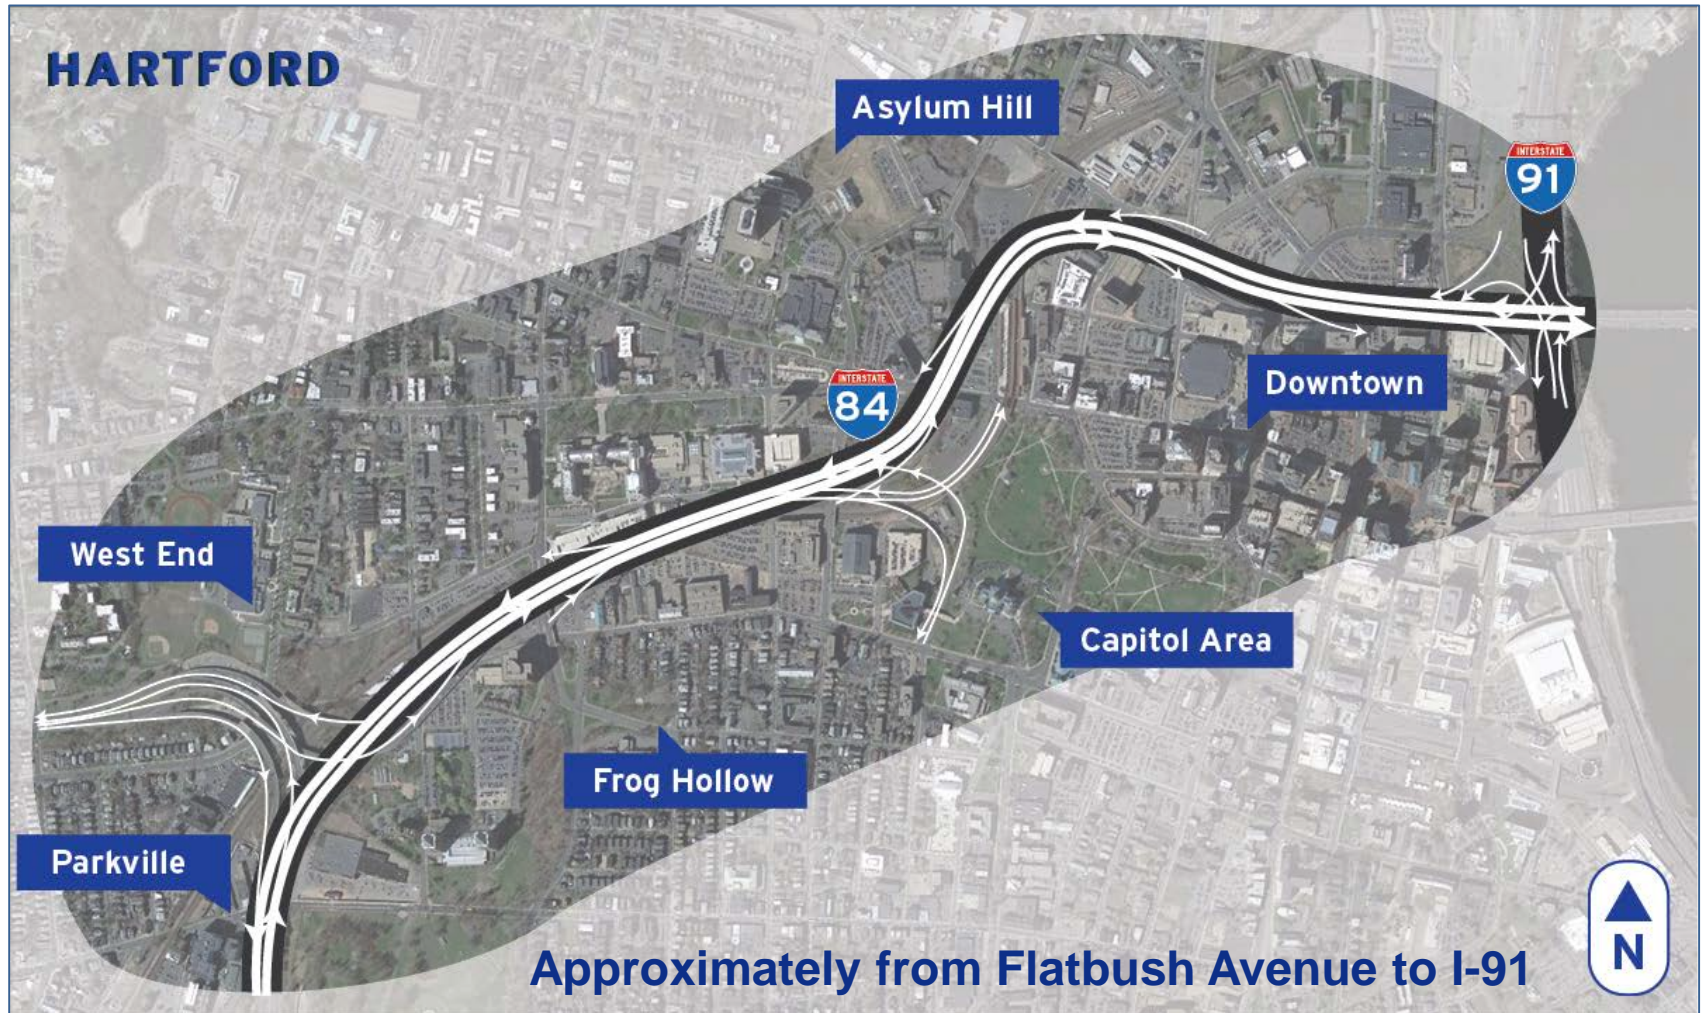 HARTFORD
Asylum Hill
INTERSTATE
91
Downtown
INTERSTATE
84
West End
Capitol Area
Frog Hollow
Parkville
Approximately from Flatbush Avenue to I-91
N